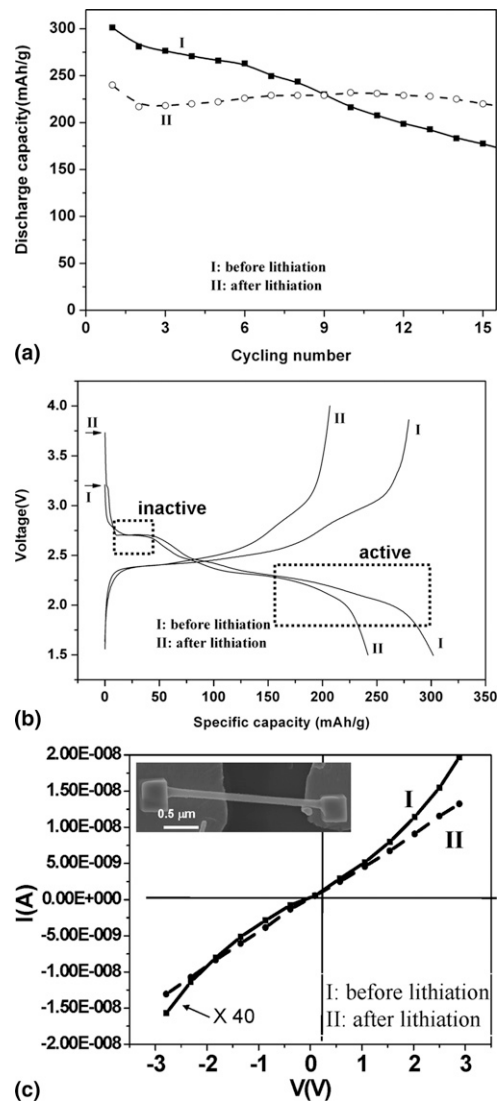 300
250
200
150
100
50
0
Discharge capacity(mAh/g)
I
II
I: before lithiation
II: after lithiation
0 3 6 9 12 15
Cycling number
(a)
4.0
3.5
3.0
2.5
2.0
1.5
Voltage(V)
II
I
inactive
II
I
active
I: before lithiation
II: after lithiation
II
I
0 50 100 150 200 250 300 350
Specific capacity (mAh/g)
(b)
2.00E-008
1.50E-008
1.00E-008
5.00E-009
0.00E+000
-5.00E-009
-1.00E-008
-1.50E-008
-2.00E-008
I(A)
0.5 μm
I
II
X 40
I: before lithiation
II: after lithiation
-3 -2 -1 0 1 2 3
V(V)
(c)